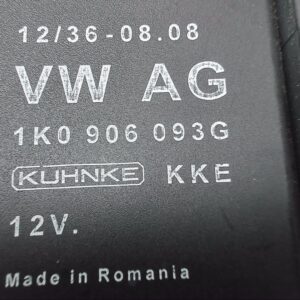 12/36-08.08
VW AG
1K0 906 093G
KUHNKE KKE
12V.
Made in Romania